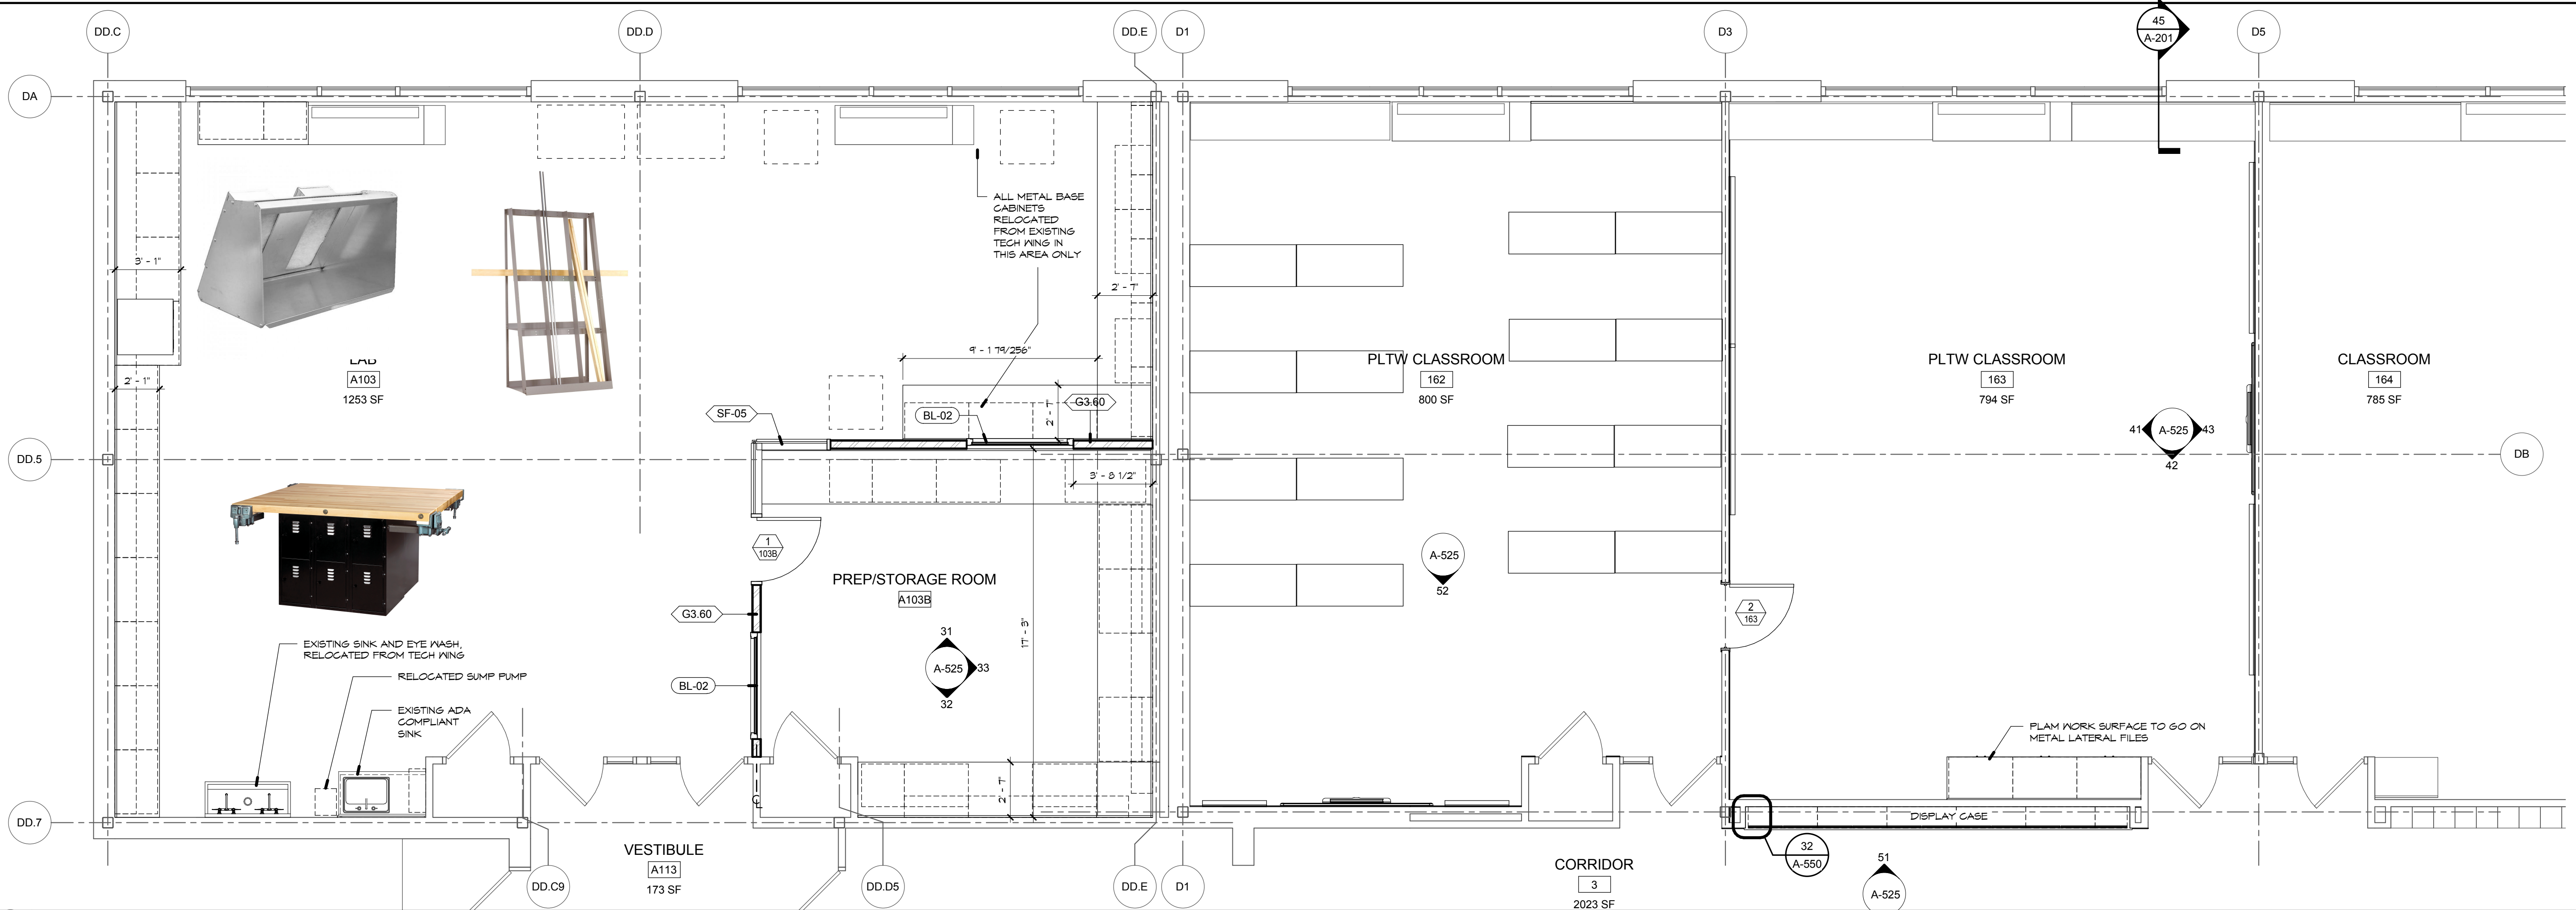 DD.C
DD.D
DD.E
D1
D3
45
A-201
D5
DA
ALL METAL BASE
CABINETS
RELOCATED
FROM EXISTING
TECH WING IN
THIS AREA ONLY
3' - 1"
2' - 7"
9' - 1 79/256"
LAB
A103
1253 SF
2' - 1"
SF-05
BL-02
G3.60
2' - 7"
PLTW CLASSROOM
162
800 SF
PLTW CLASSROOM
163
794 SF
CLASSROOM
164
785 SF
41
A-525
43
42
DD.5
DB
3' - 8 1/2"
1
103B
A-525
52
PREP/STORAGE ROOM
A103B
G3.60
2
163
31
A-525
33
32
17' - 3"
EXISTING SINK AND EYE WASH,
RELOCATED FROM TECH WING
RELOCATED SUMP PUMP
BL-02
EXISTING ADA
COMPLIANT
SINK
PLAM WORK SURFACE TO GO ON
METAL LATERAL FILES
2' - 7"
DD.7
DISPLAY CASE
VESTIBULE
A113
173 SF
32
A-550
51
A-525
CORRIDOR
3
2023 SF
DD.C9
DD.D5
DD.E
D1